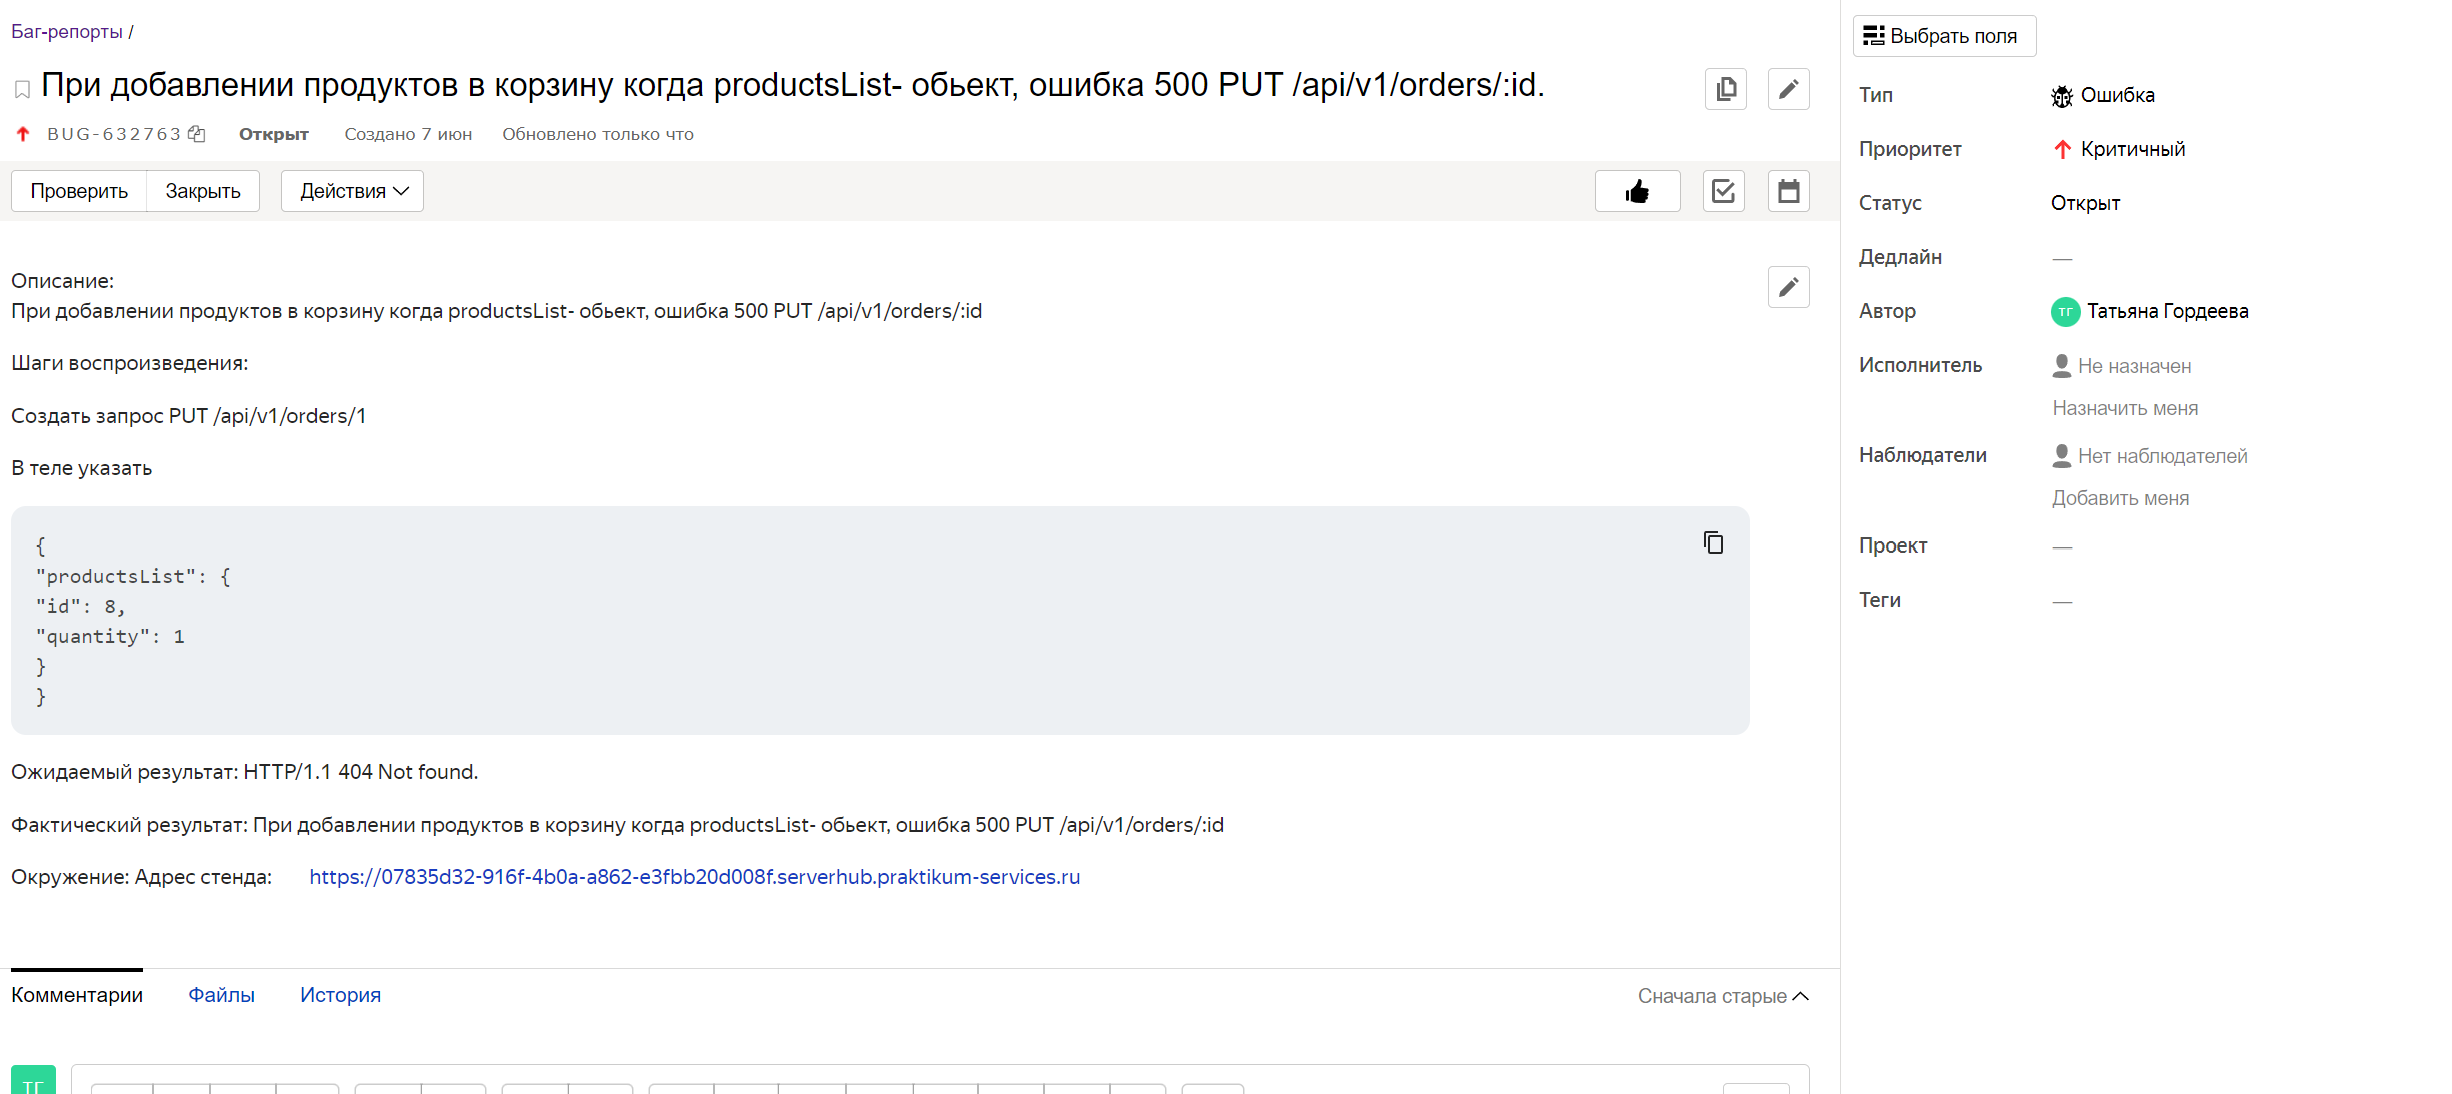 Баг-репорты /
При добавлении продуктов в корзину когда productsList- обьект, ошибка 500 PUT /api/v1/orders/:id.
BUG-632763 Открыт Создано 7 июн Обновлено только что
Проверить Закрыть Действия
Описание:
При добавлении продуктов в корзину когда productsList- обьект, ошибка 500 PUT /api/v1/orders/:id
Шаги воспроизведения:
Создать запрос PUT /api/v1/orders/1
В теле указать
{
"productsList": {
"id": 8,
"quantity": 1
}
}
Ожидаемый результат: HTTP/1.1 404 Not found.
Фактический результат: При добавлении продуктов в корзину когда productsList- обьект, ошибка 500 PUT /api/v1/orders/:id
Окружение: Адрес стенда: https://07835d32-916f-4b0a-a862-e3fbb20d008f.serverhub.praktikum-services.ru
Комментарии Файлы История Сначала старые
ТГ
Выбрать поля
Тип Ошибка
Приоритет Критичный
Статус Открыт
Дедлайн —
Автор ТГ Татьяна Гордеева
Исполнитель Не назначен
Назначить меня
Наблюдатели Нет наблюдателей
Добавить меня
Проект —
Теги —